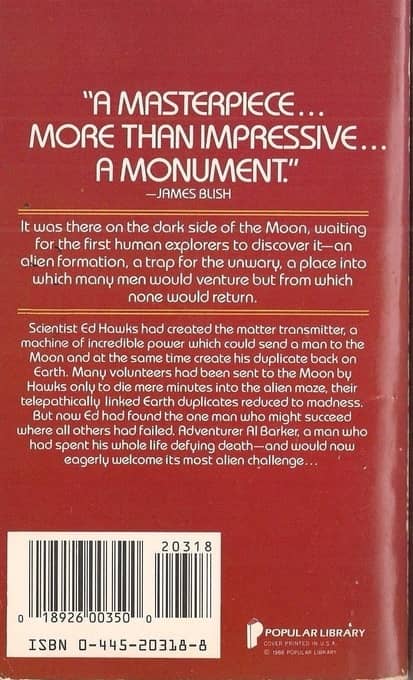 "A MASTERPIECE...
MORE THAN IMPRESSIVE...
A MONUMENT."
—JAMES BLISH
It was there on the dark side of the Moon, waiting
for the first human explorers to discover it—an
alien formation, a trap for the unwary, a place into
which many men would venture but from which
none would return.
Scientist Ed Hawks had created the matter transmitter, a
machine of incredible power which could send a man to the
Moon and at the same time create his duplicate back on
Earth. Many volunteers had been sent to the Moon by
Hawks only to die mere minutes into the alien maze, their
telepathically linked Earth duplicates reduced to madness.
But now Ed had found the one man who might succeed
where all others had failed. Adventurer Al Barker, a man who
had spent his whole life defying death—and would now
eagerly welcome its most alien challenge...
20318
0 18926 00350 0
ISBN 0-445-20318-8
POPULAR LIBRARY
COVER PRINTED IN U.S.A.
© 1986 POPULAR LIBRARY